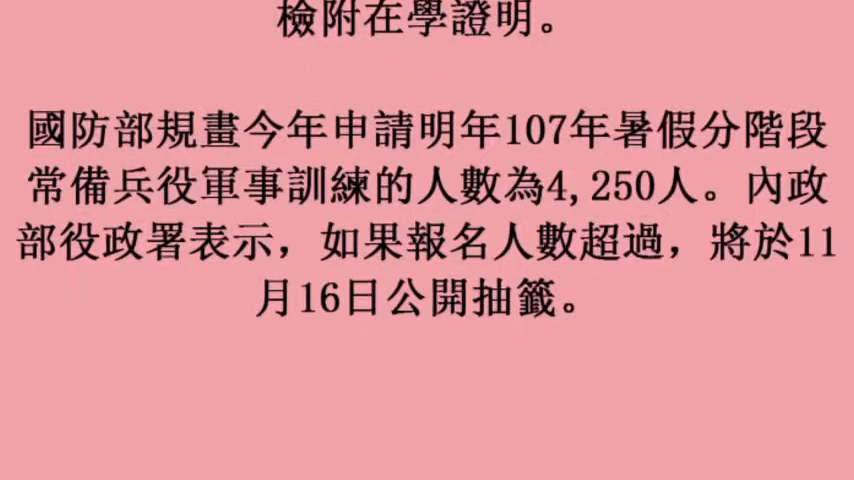 檢附在學證明。
國防部規畫今年申請明年107年暑假分階段
常備兵役軍事訓練的人數為4,250人。內政
部役政署表示，如果報名人數超過，將於11
月16日公開抽籤。